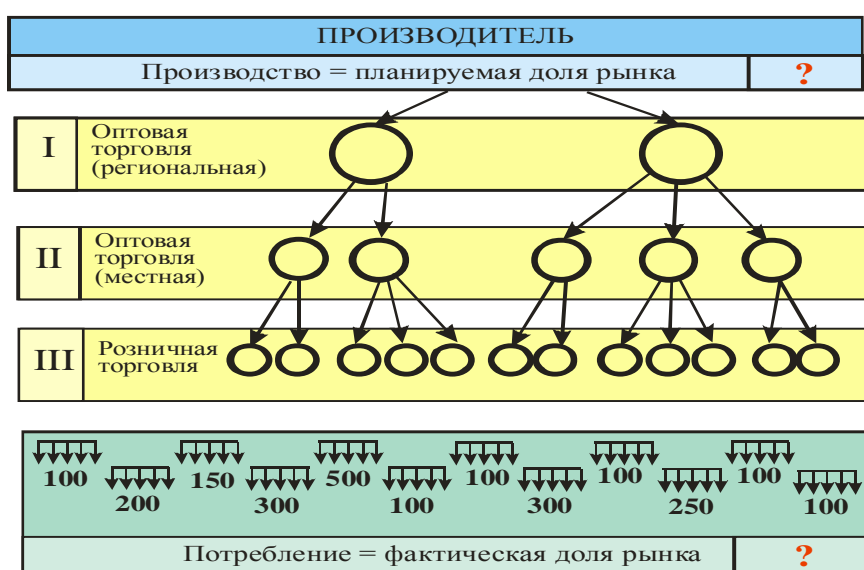 ПРОИЗВОДИТЕЛЬ
Производство = планируемая доля рынка ?
I Оптовая
торговля
(региональная)
II Оптовая
торговля
(местная)
III Розничная
торговля
100 150 500 100 100 100
200 300 100 300 250 100
Потребление = фактическая доля рынка ?